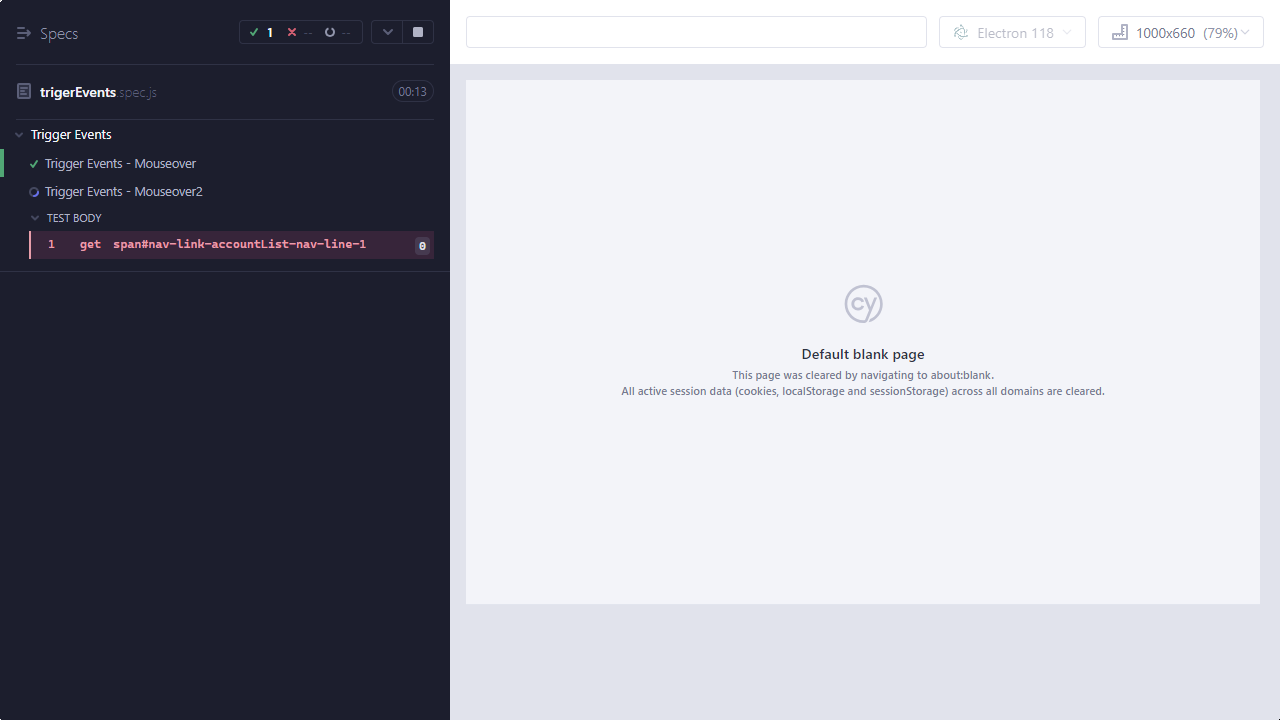 Specs
1 -- --
trigerEvents.spec.js
00:13
Trigger Events
Trigger Events - Mouseover
Trigger Events - Mouseover2
TEST BODY
1 get span#nav-link-accountList-nav-line-1 0
Electron 118
1000x660 (79%)
cy
Default blank page
This page was cleared by navigating to about:blank.
All active session data (cookies, localStorage and sessionStorage) across all domains are cleared.